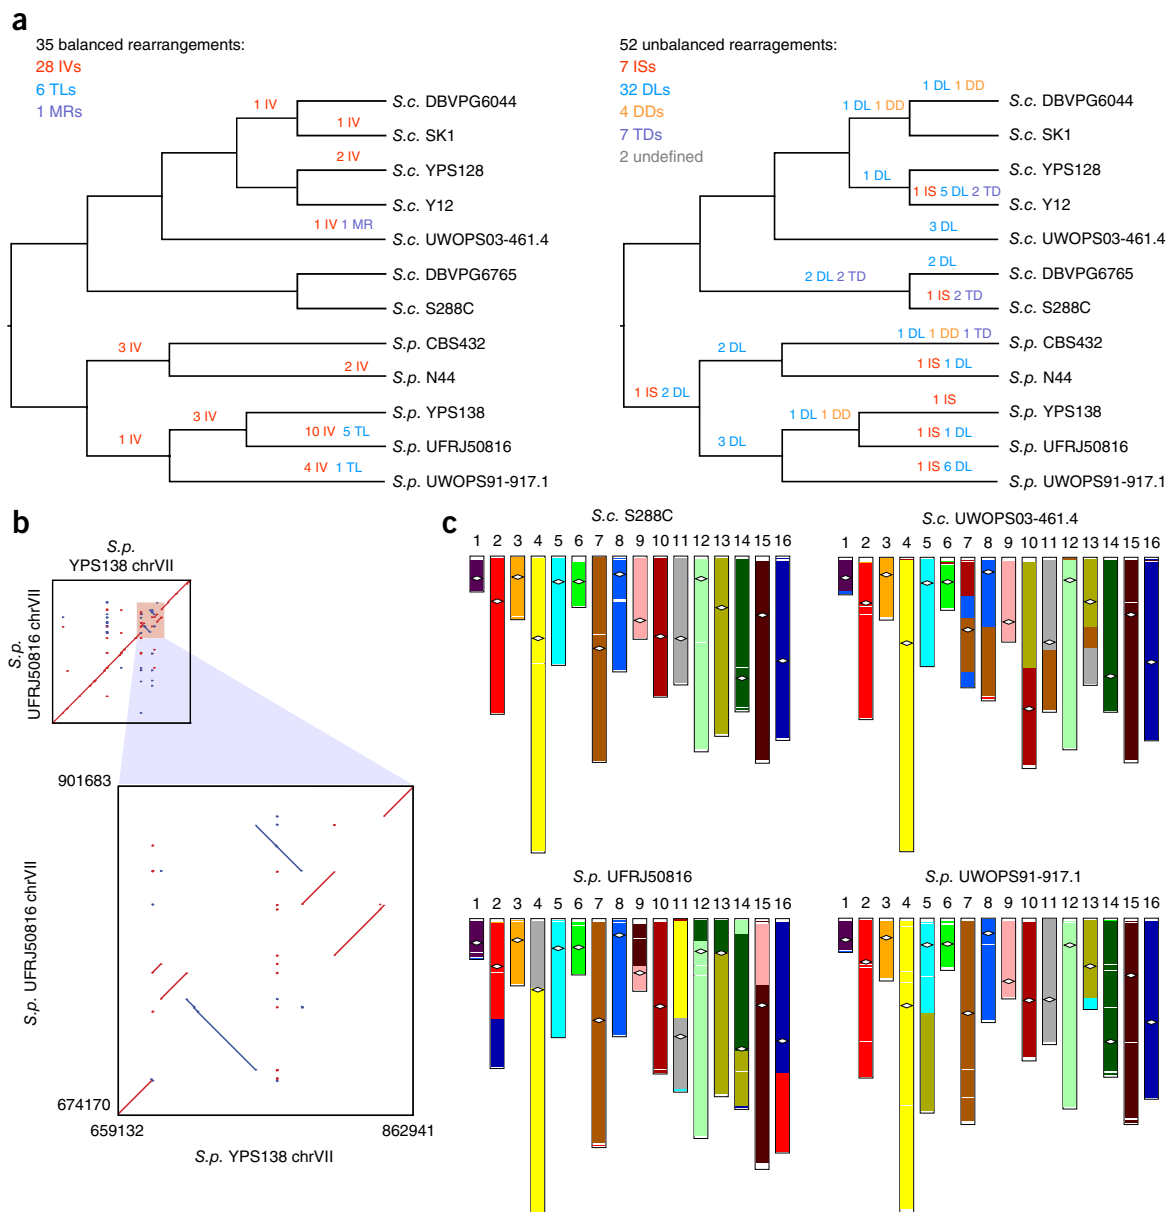 a
35 balanced rearrangements:
28 IVs
6 TLs
1 MRs
1 IV
S.c. DBVPG6044
1 IV
S.c. SK1
2 IV
S.c. YPS128
S.c. Y12
1 IV 1 MR
S.c. UWOPS03-461.4
S.c. DBVPG6765
S.c. S288C
3 IV
S.p. CBS432
2 IV
S.p. N44
3 IV
S.p. YPS138
1 IV
10 IV 5 TL
S.p. UFRJ50816
4 IV 1 TL
S.p. UWOPS91-917.1
52 unbalanced rearragements:
7 ISs
32 DLs
4 DDs
7 TDs
2 undefined
1 DL 1 DD
1 DL 1 DD
S.c. DBVPG6044
S.c. SK1
1 DL
S.c. YPS128
1 IS 5 DL 2 TD
S.c. Y12
3 DL
S.c. UWOPS03-461.4
2 DL 2 TD
2 DL
S.c. DBVPG6765
1 IS 2 TD
S.c. S288C
1 DL 1 DD 1 TD
S.p. CBS432
2 DL
1 IS 1 DL
S.p. N44
1 IS 2 DL
1 IS
S.p. YPS138
1 DL 1 DD
1 IS 1 DL
S.p. UFRJ50816
3 DL
1 IS 6 DL
S.p. UWOPS91-917.1
b
S.p.
YPS138 chrVII
S.p.
UFRJ50816 chrVII
901683
S.p. UFRJ50816 chrVII
674170
659132 862941
S.p. YPS138 chrVII
c
S.c. S288C
1 2 3 4 5 6 7 8 9 10 11 12 13 14 15 16
S.c. UWOPS03-461.4
1 2 3 4 5 6 7 8 9 10 11 12 13 14 15 16
S.p. UFRJ50816
1 2 3 4 5 6 7 8 9 10 11 12 13 14 15 16
S.p. UWOPS91-917.1
1 2 3 4 5 6 7 8 9 10 11 12 13 14 15 16